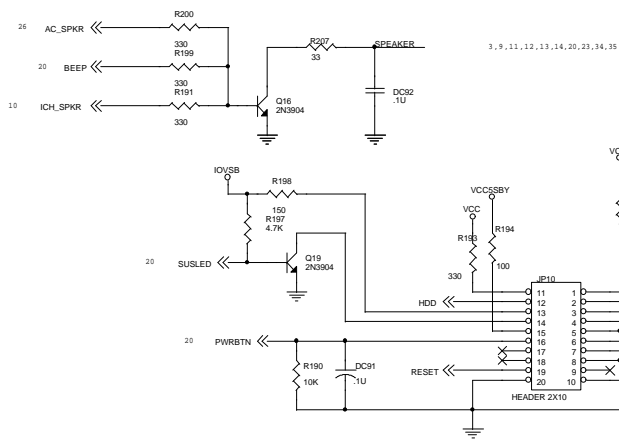 R200
26 AC_SPKR
330
R199
20 BEEP
330
R191
10 ICH_SPKR
330
R207
33
SPEAKER
3,9,11,12,13,14,20,23,34,35
DC92
.1U
Q16
2N3904
IOVSB
R198
150
R197
4.7K
VCC5SBY
VCC
R193
R194
330
100
20 SUSLED
Q19
2N3904
JP10
11 1
HDD 12 2
13 3
14 4
15 5
20 PWRBTN 16 6
17 7
18 8
RESET 19 9
20 10
HEADER 2X10
R190
10K
DC91
.1U